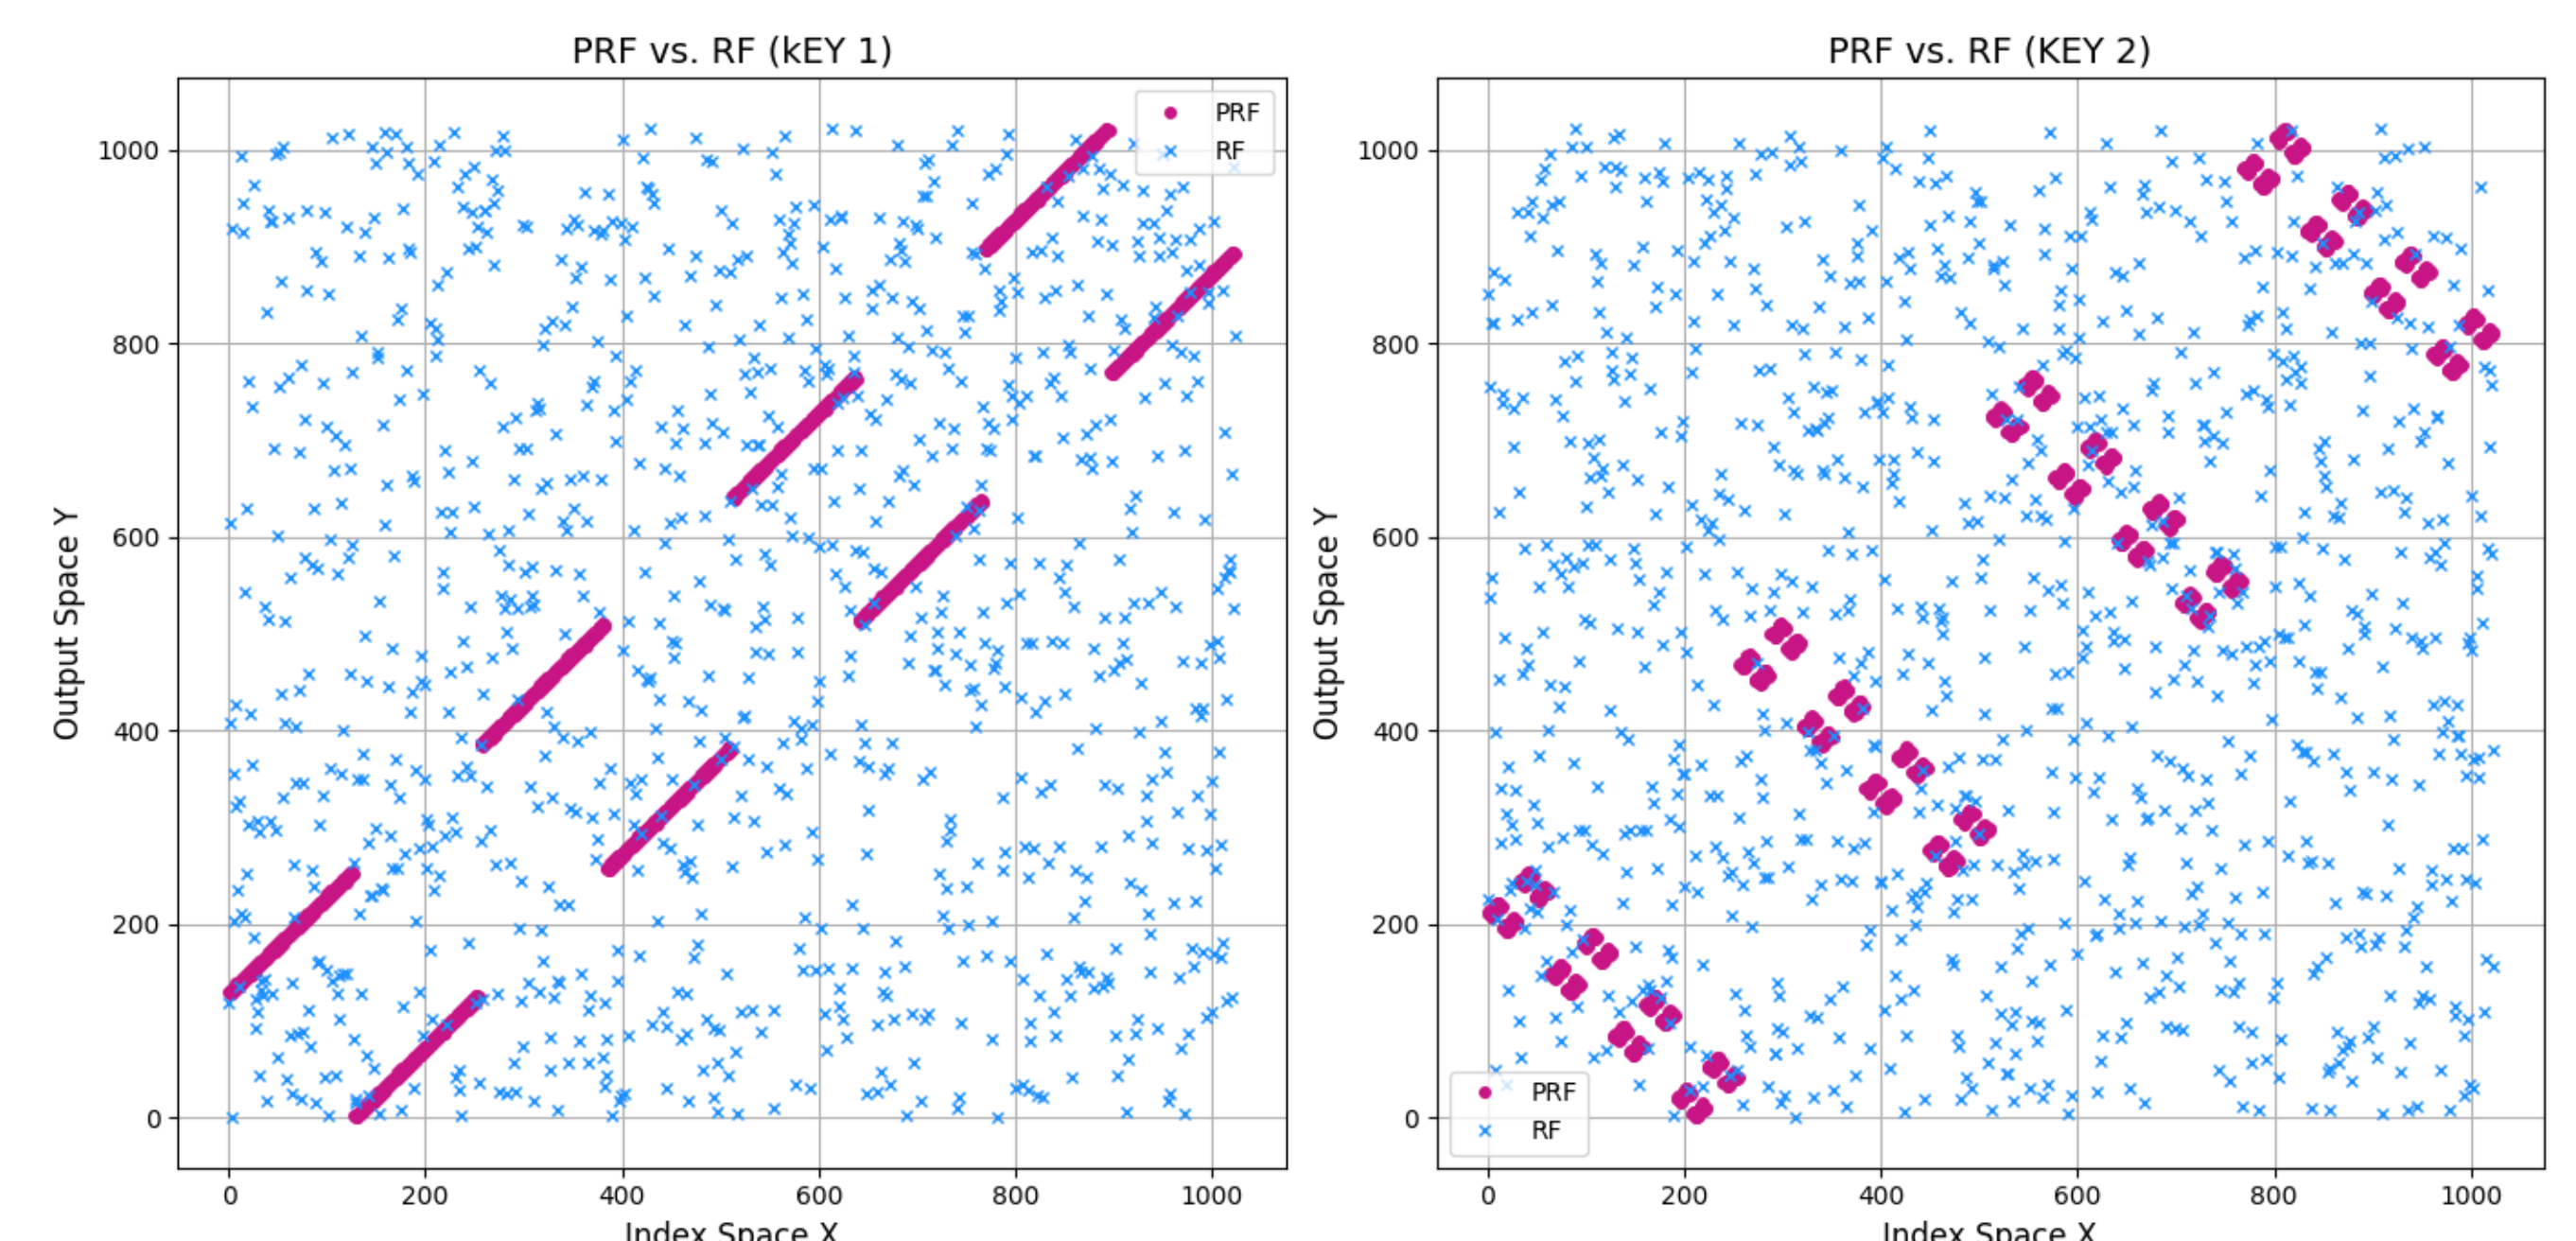 PRF vs. RF (kEY 1)
PRF
RF
1000
800
600
400
200
0
Output Space Y
0 200 400 600 800 1000
Index Space X
PRF vs. RF (KEY 2)
1000
800
600
400
200
0
Output Space Y
PRF
RF
0 200 400 600 800 1000
Index Space X